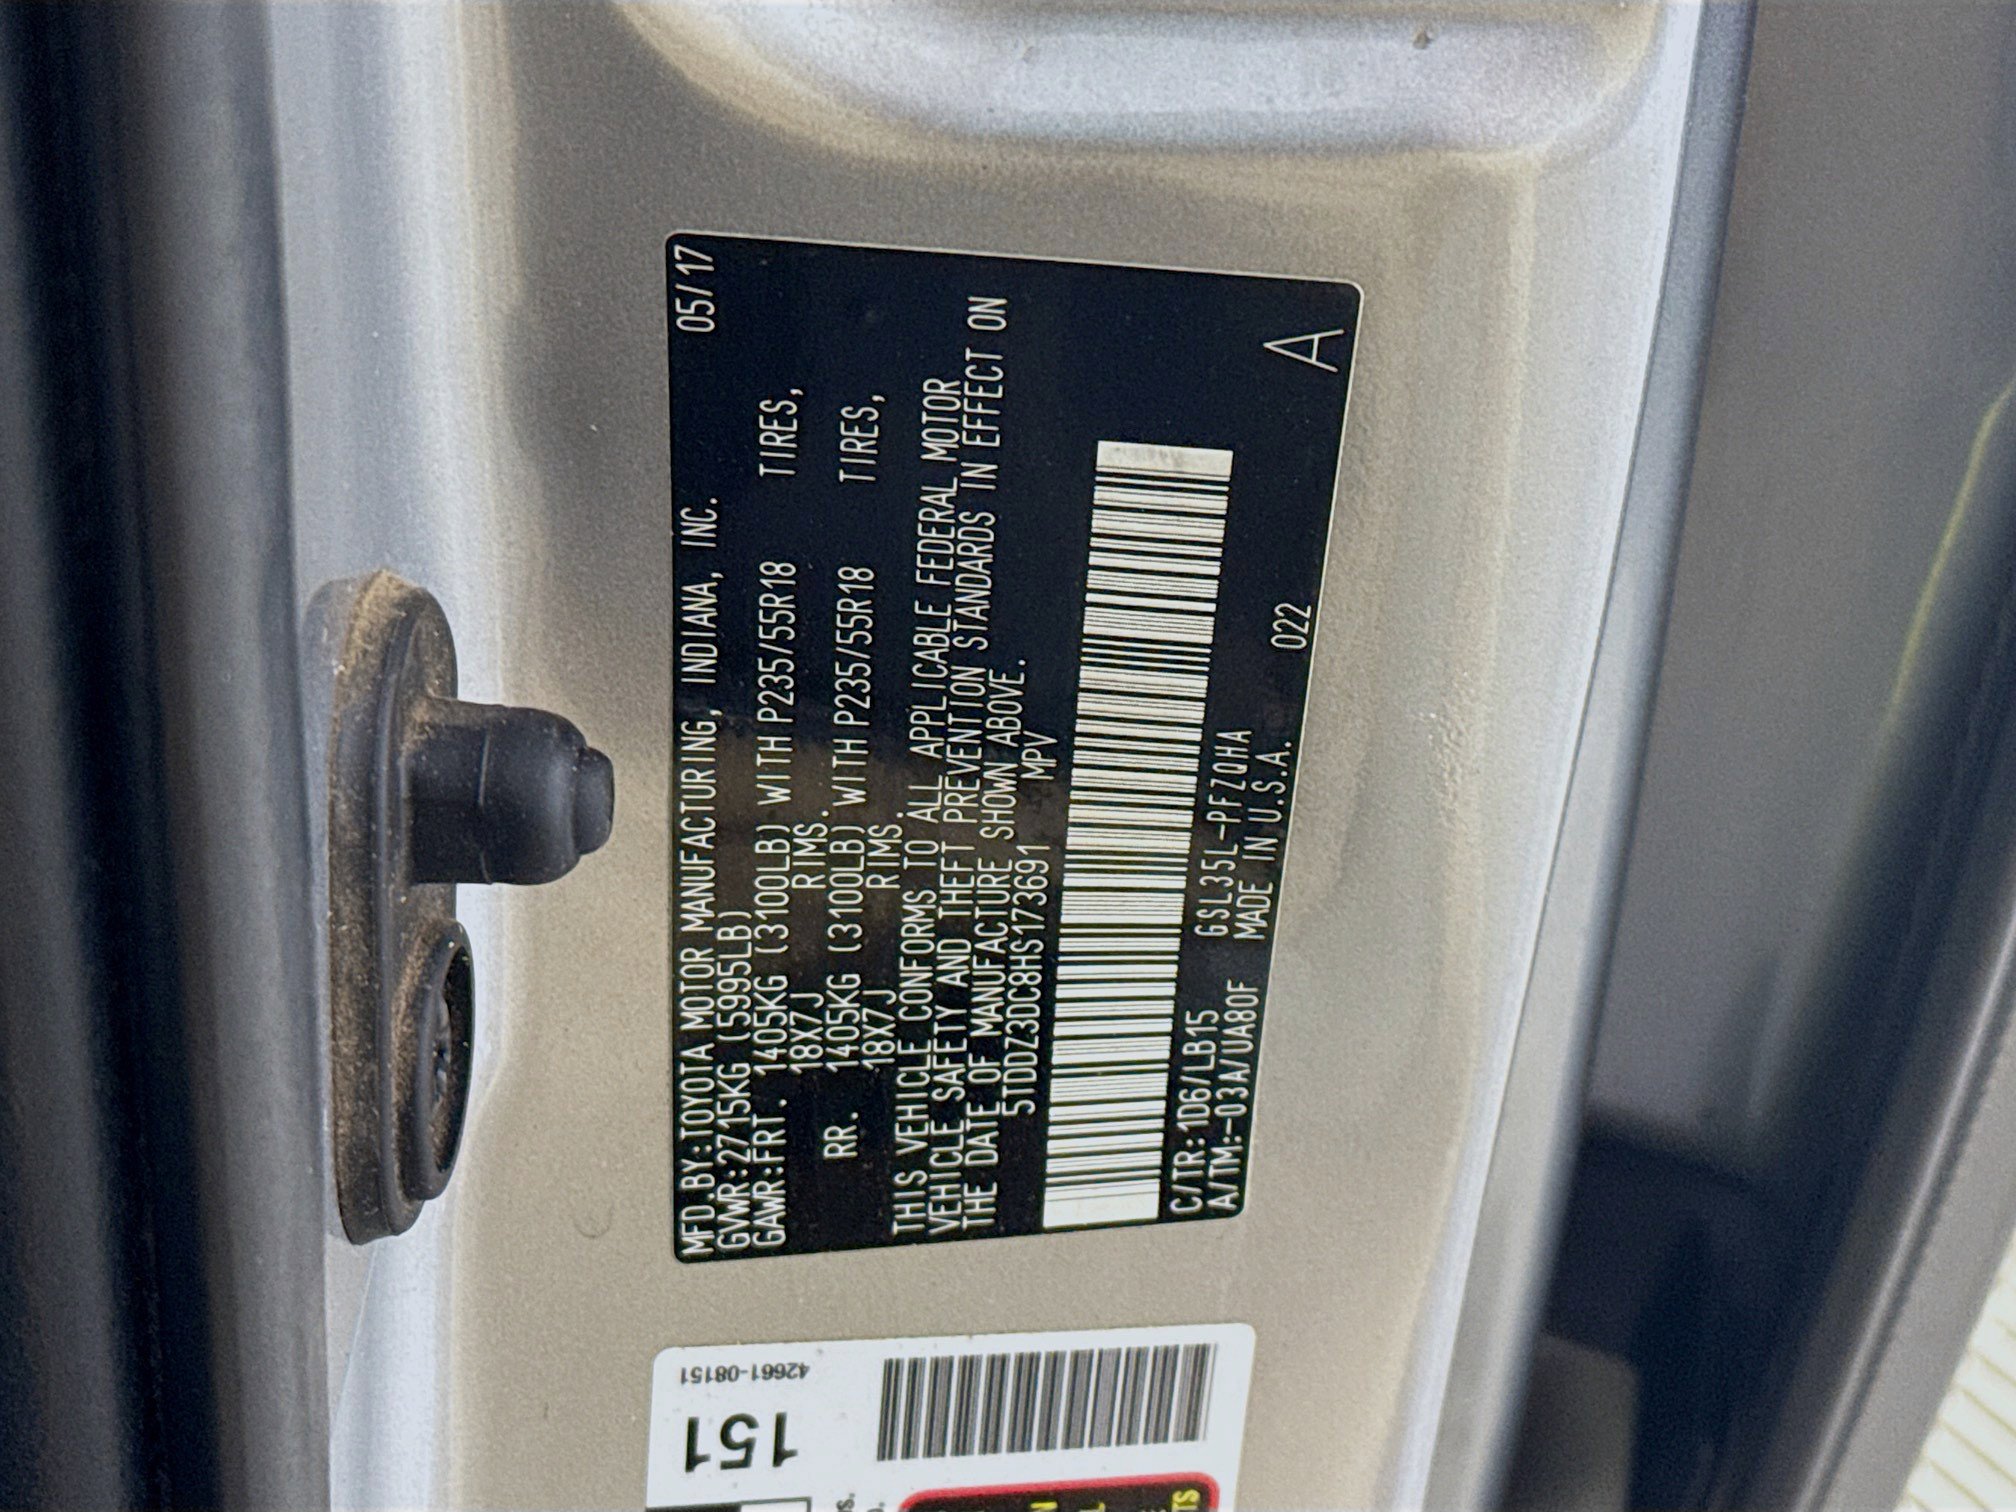 MFD.BY:TOYOTA MOTOR MANUFACTURING, INDIANA, INC. 05/17
GVWR:2715KG (5995LB)
GAWR:FRT. 1405KG (3100LB) WITH P235/55R18 TIRES,
18X7J RIMS.
RR. 1405KG (3100LB) WITH P235/55R18 TIRES,
18X7J RIMS.
THIS VEHICLE CONFORMS TO ALL APPLICABLE FEDERAL MOTOR
VEHICLE SAFETY AND THEFT PREVENTION STANDARDS IN EFFECT ON
THE DATE OF MANUFACTURE SHOWN ABOVE.
5TDDZ3DC8HS173691 MPV
C/TR:1D6/LB15 GSL35L-PFZQHA 022
A/TM:-03A/UA80F MADE IN U.S.A. A
42661-08151
151